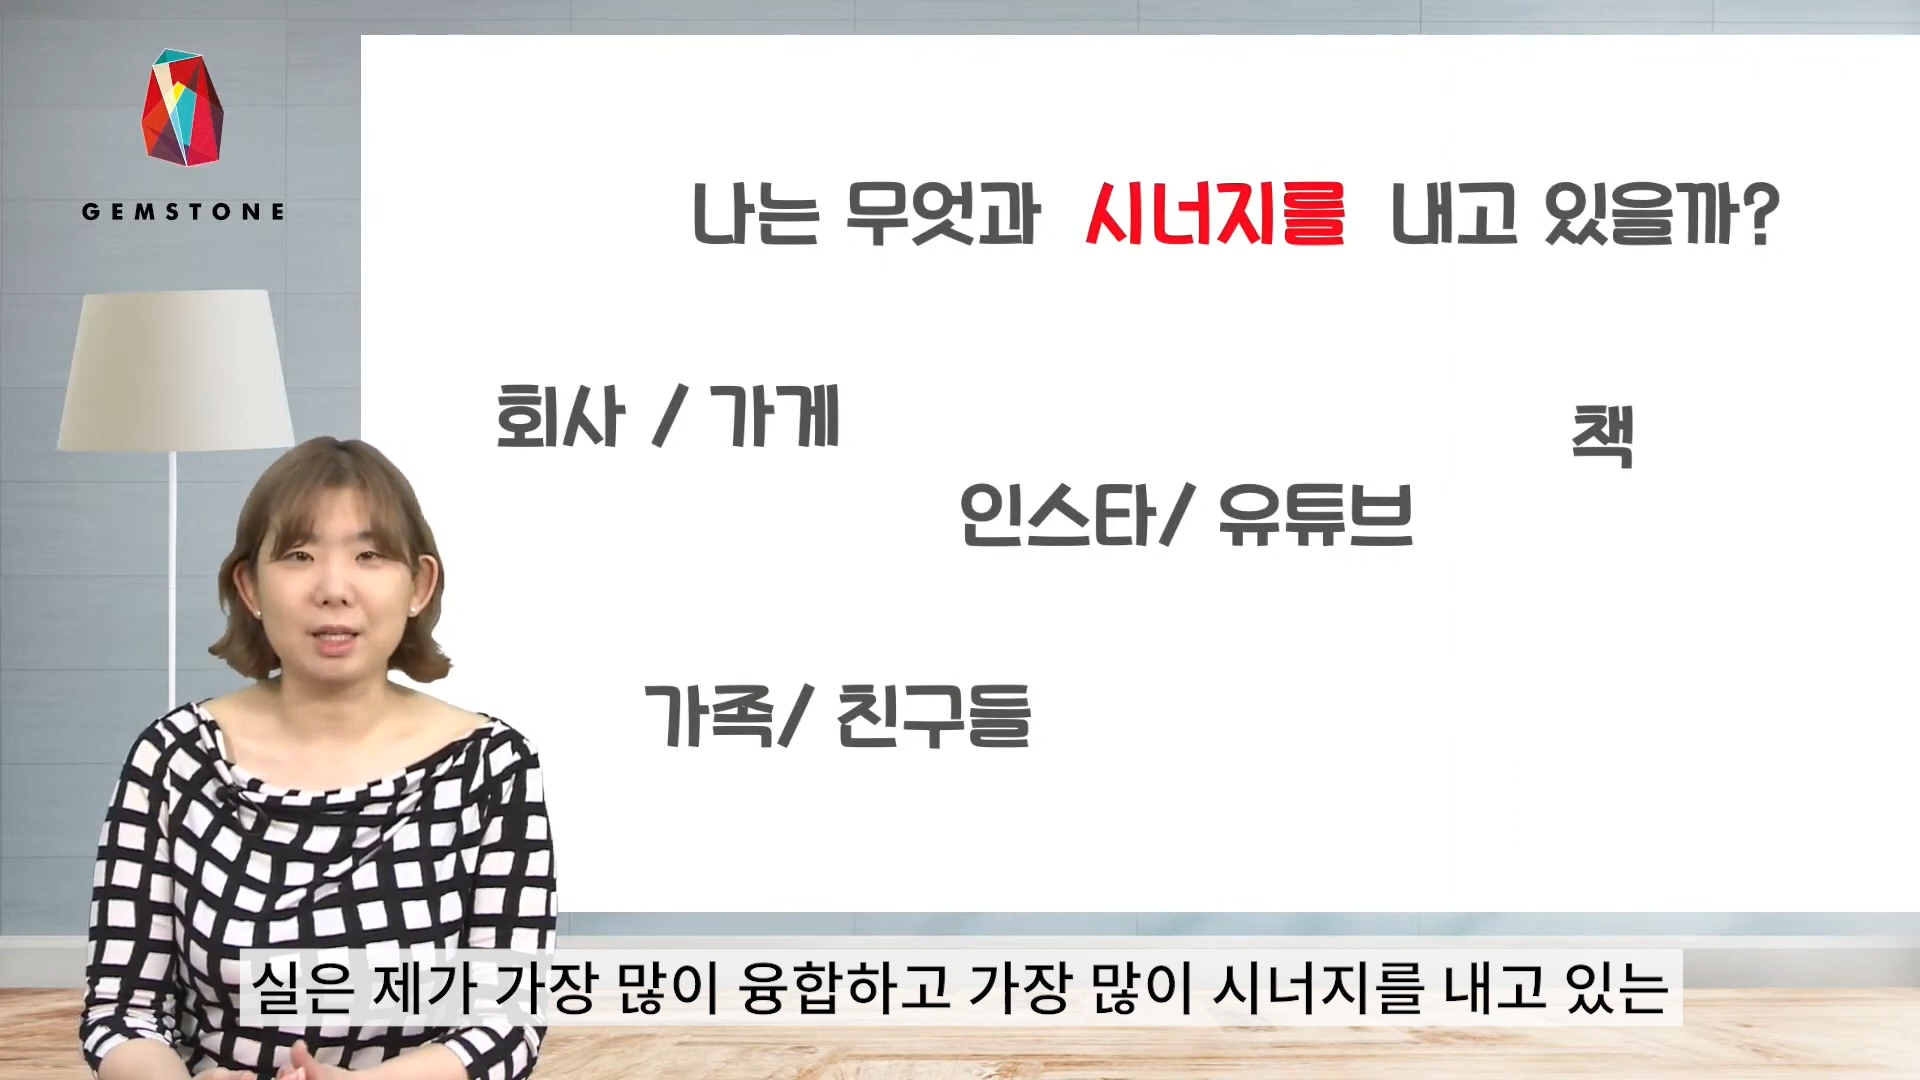 GEMSTONE
나는 무엇과 시너지를 내고 있을까?
회사 / 가게
책
인스타/ 유튜브
가족/ 친구들
실은 제가 가장 많이 융합하고 가장 많이 시너지를 내고 있는